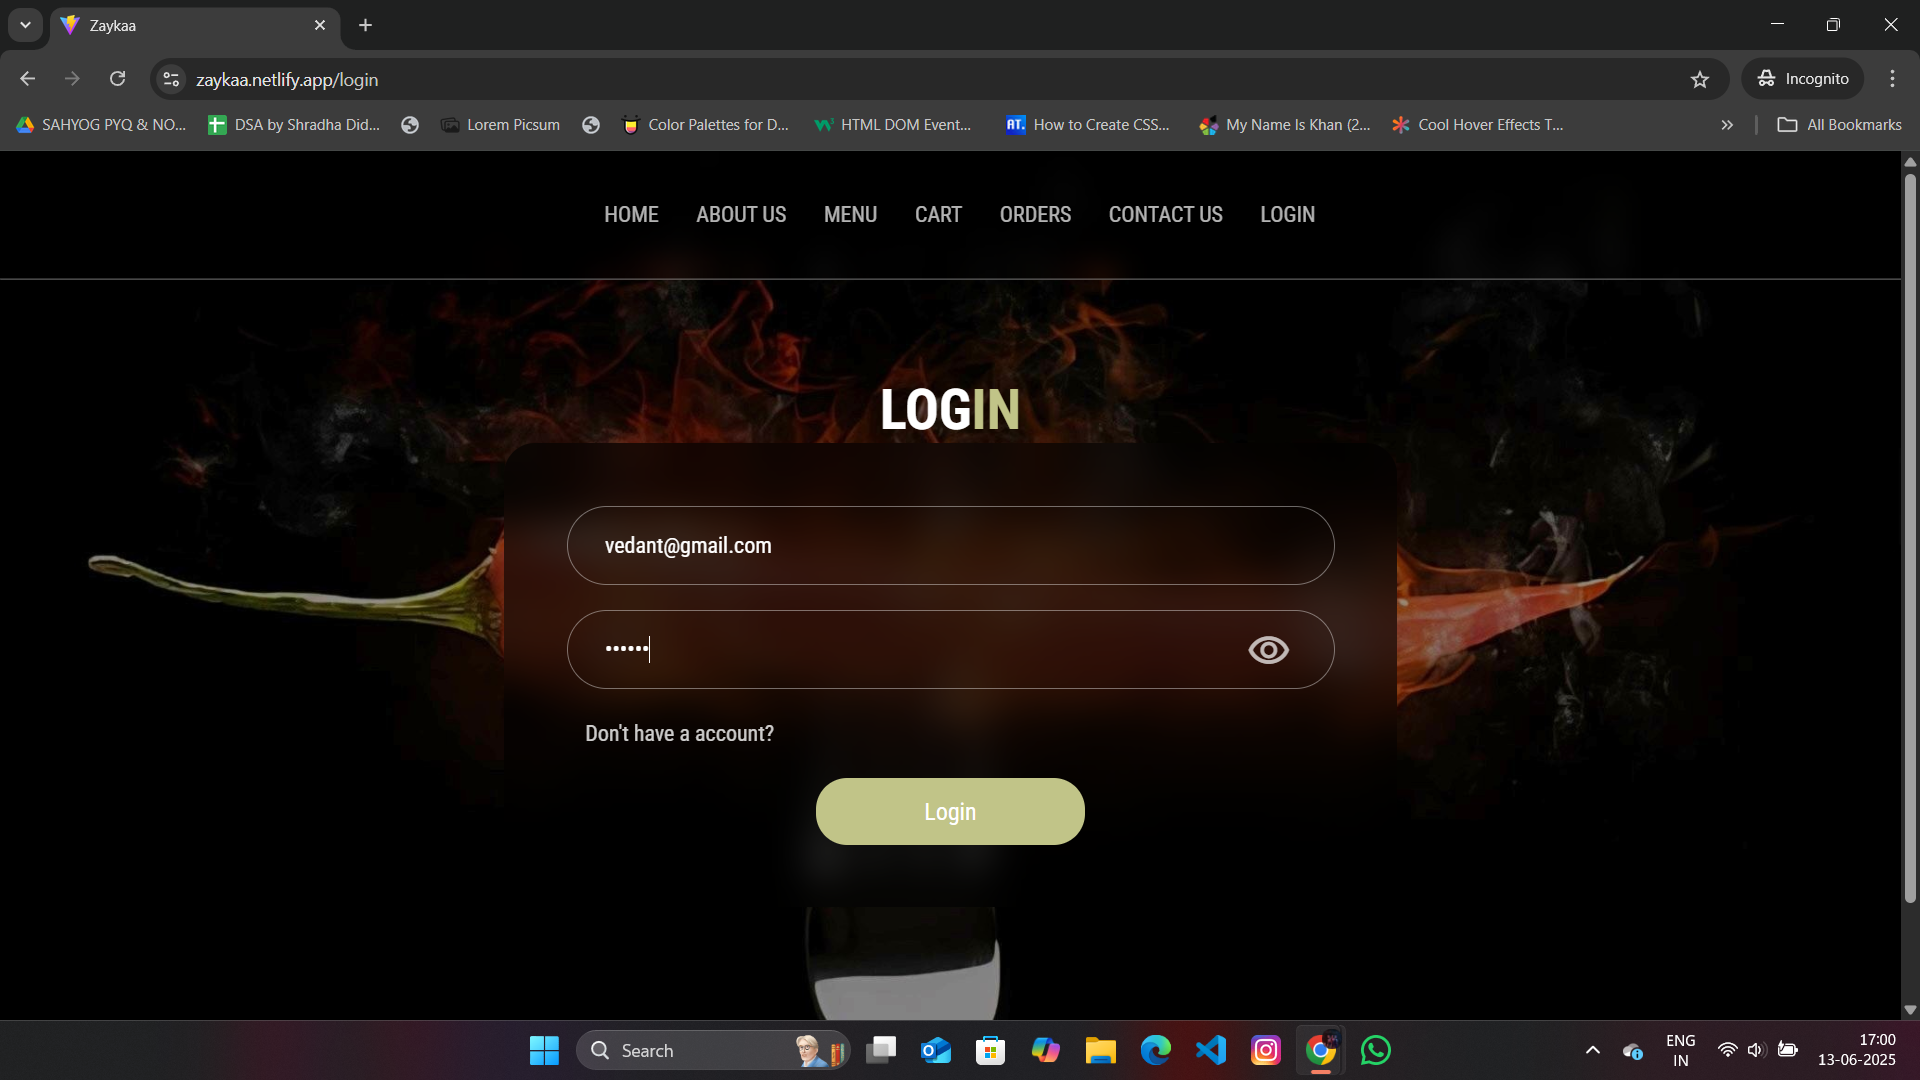 Zaykaa
zaykaa.netlify.app/login
Incognito
SAHYOG PYQ & NO...
DSA by Shradha Did...
Lorem Picsum
Color Palettes for D...
HTML DOM Event...
AT.
How to Create CSS...
My Name Is Khan (2...
Cool Hover Effects T...
»
All Bookmarks
HOME
ABOUT US
MENU
CART
ORDERS
CONTACT US
LOGIN
LOGIN
vedant@gmail.com
••••••
Don't have a account?
Login
Search
ENG
IN
17:00
13-06-2025